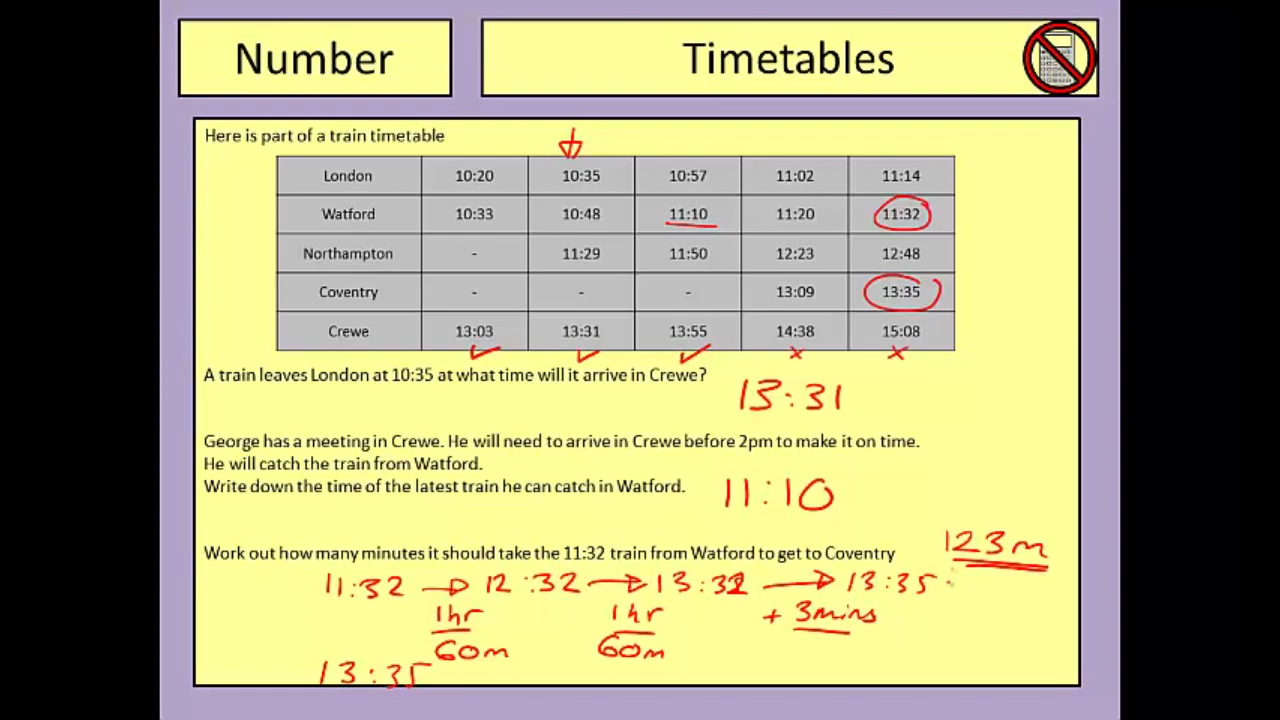 Number
Timetables
Here is part of a train timetable
London 10:20 10:35 10:57 11:02 11:14
Watford 10:33 10:48 11:10 11:20 11:32
Northampton - 11:29 11:50 12:23 12:48
Coventry - - - 13:09 13:35
Crewe 13:03 13:31 13:55 14:38 15:08
A train leaves London at 10:35 at what time will it arrive in Crewe?
13:31
George has a meeting in Crewe. He will need to arrive in Crewe before 2pm to make it on time.
He will catch the train from Watford.
Write down the time of the latest train he can catch in Watford.
11:10
Work out how many minutes it should take the 11:32 train from Watford to get to Coventry
123m
11:32 → 12:32 → 13:32 → 13:35
1hr 1hr + 3mins
60m 60m
13:35